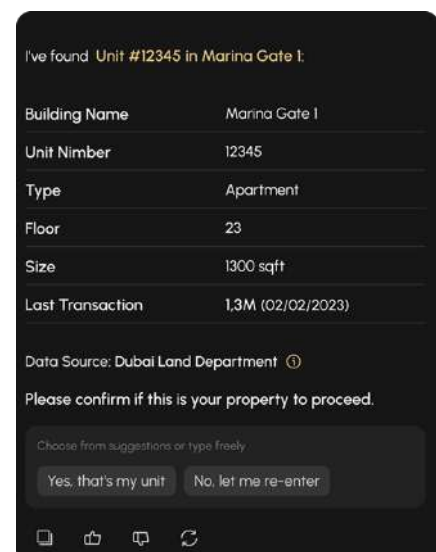 I've found Unit #12345 in Marina Gate 1:
Building Name Marina Gate 1
Unit Nimber 12345
Type Apartment
Floor 23
Size 1300 sqft
Last Transaction 1,3M (02/02/2023)
Data Source: Dubai Land Department
Please confirm if this is your property to proceed.
Choose from suggestions or type freely
Yes, that's my unit No, let me re-enter